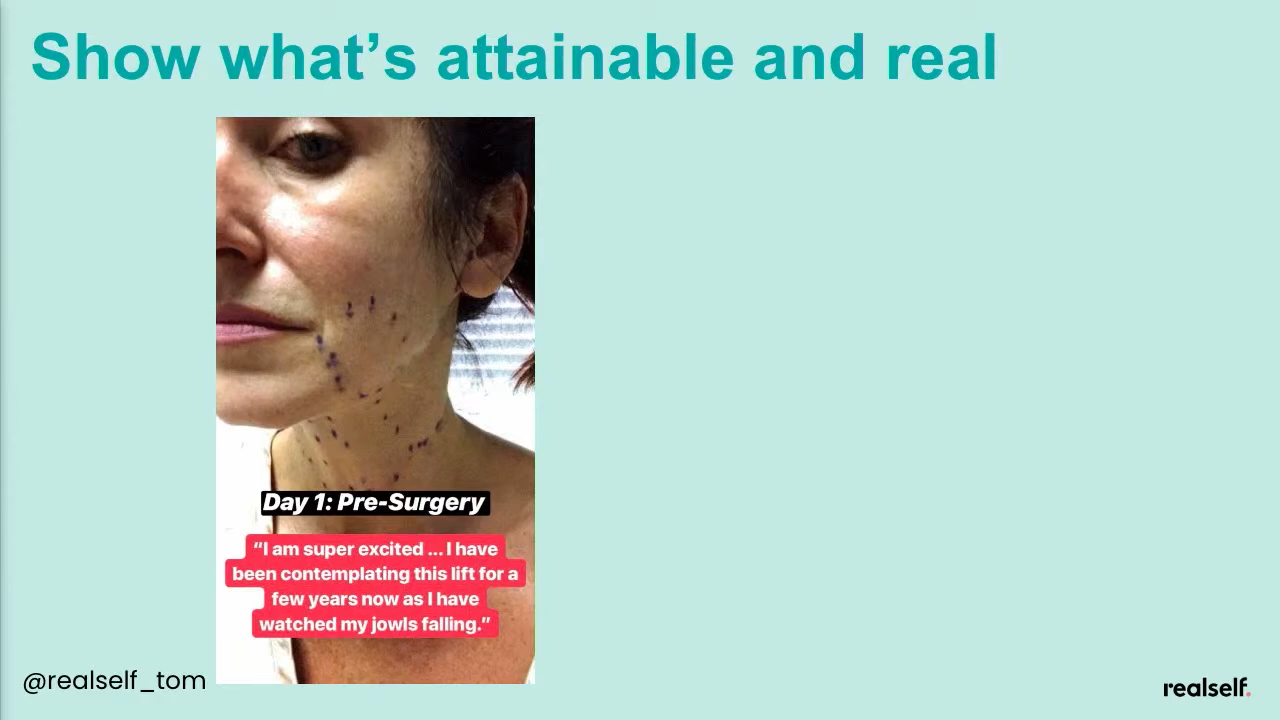 Show what’s attainable and real
Day 1: Pre-Surgery
“I am super excited ... I have
been contemplating this lift for a
few years now as I have
watched my jowls falling.”
@realself_tom
realself.